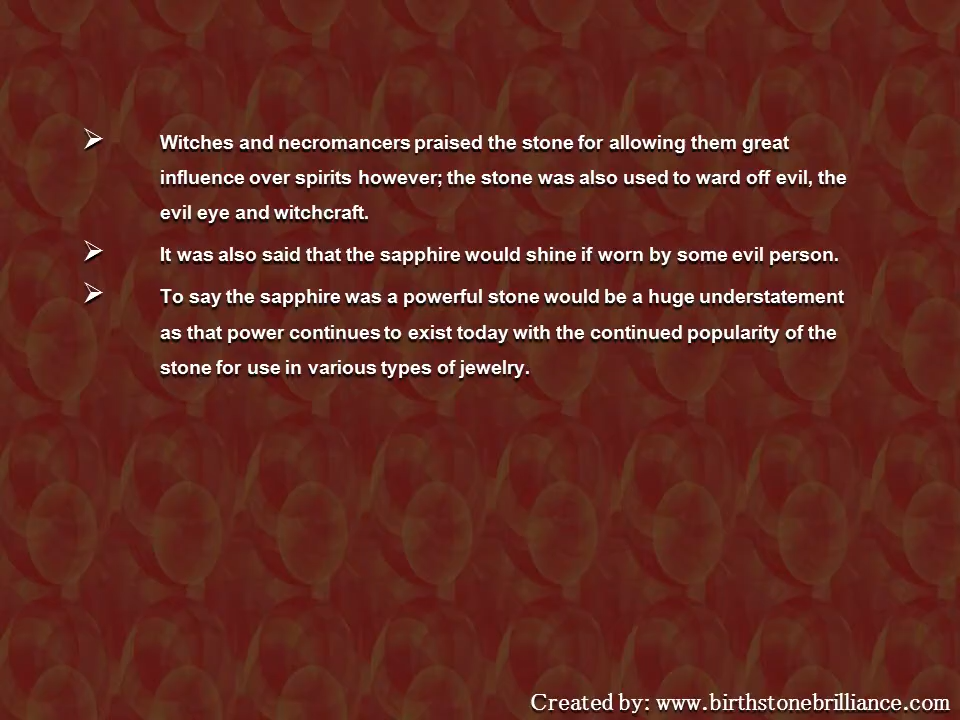 ➢ Witches and necromancers praised the stone for allowing them great
influence over spirits however; the stone was also used to ward off evil, the
evil eye and witchcraft.
➢ It was also said that the sapphire would shine if worn by some evil person.
➢ To say the sapphire was a powerful stone would be a huge understatement
as that power continues to exist today with the continued popularity of the
stone for use in various types of jewelry.
Created by: www.birthstonebrilliance.com